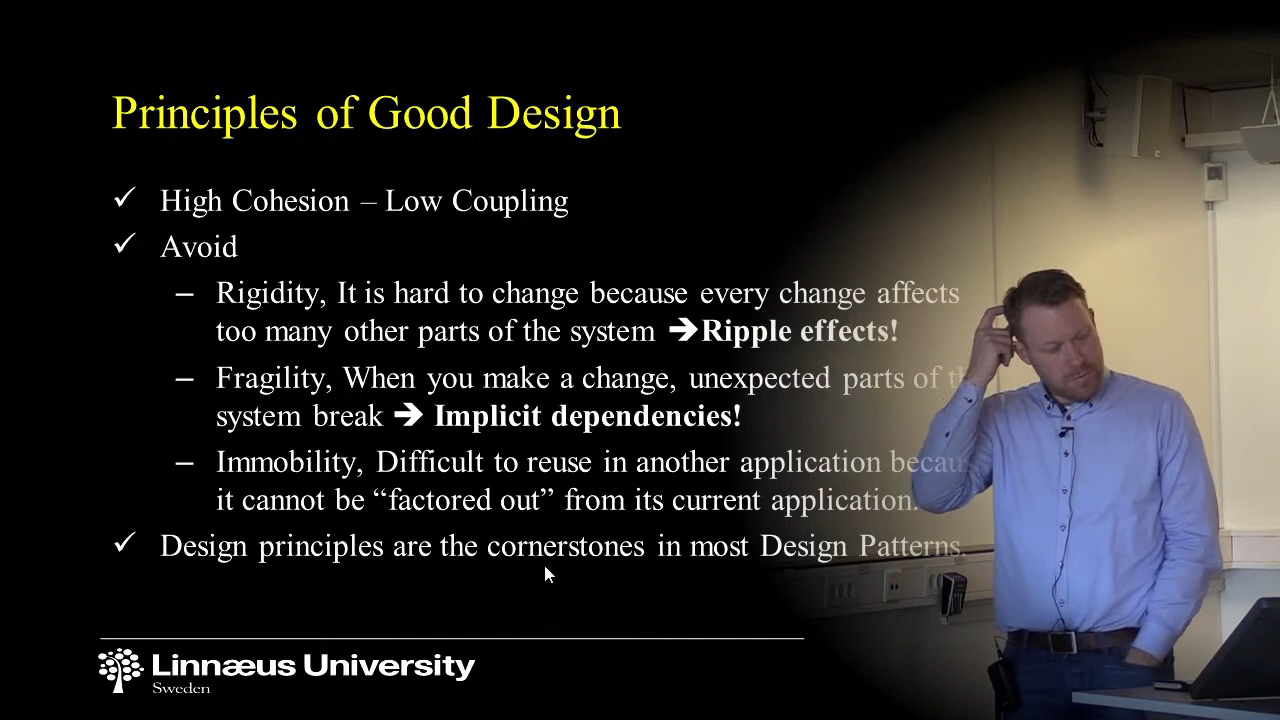 Principles of Good Design
✓ High Cohesion – Low Coupling
✓ Avoid
– Rigidity, It is hard to change because every change affects
too many other parts of the system ➔Ripple effects!
– Fragility, When you make a change, unexpected parts of
system break ➔ Implicit dependencies!
– Immobility, Difficult to reuse in another application
it cannot be “factored out” from its current application.
✓ Design principles are the cornerstones in most Design Patterns.
Linnæus University
Sweden